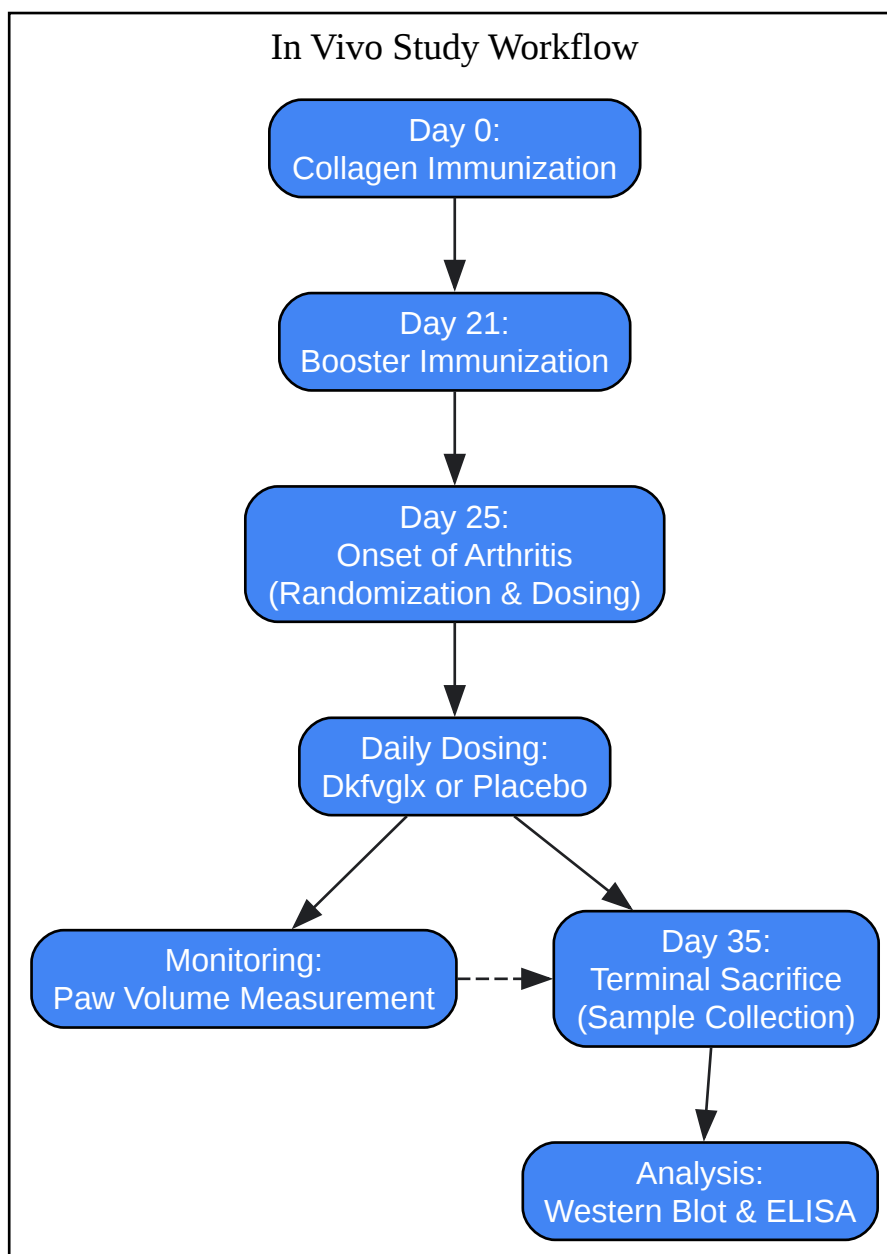 In Vivo Study Workflow
Day 0:
Collagen Immunization
Day 21:
Booster Immunization
Day 25:
Onset of Arthritis
(Randomization & Dosing)
Daily Dosing:
Dkfvglx or Placebo
Monitoring:
Paw Volume Measurement
Day 35:
Terminal Sacrifice
(Sample Collection)
Analysis:
Western Blot & ELISA